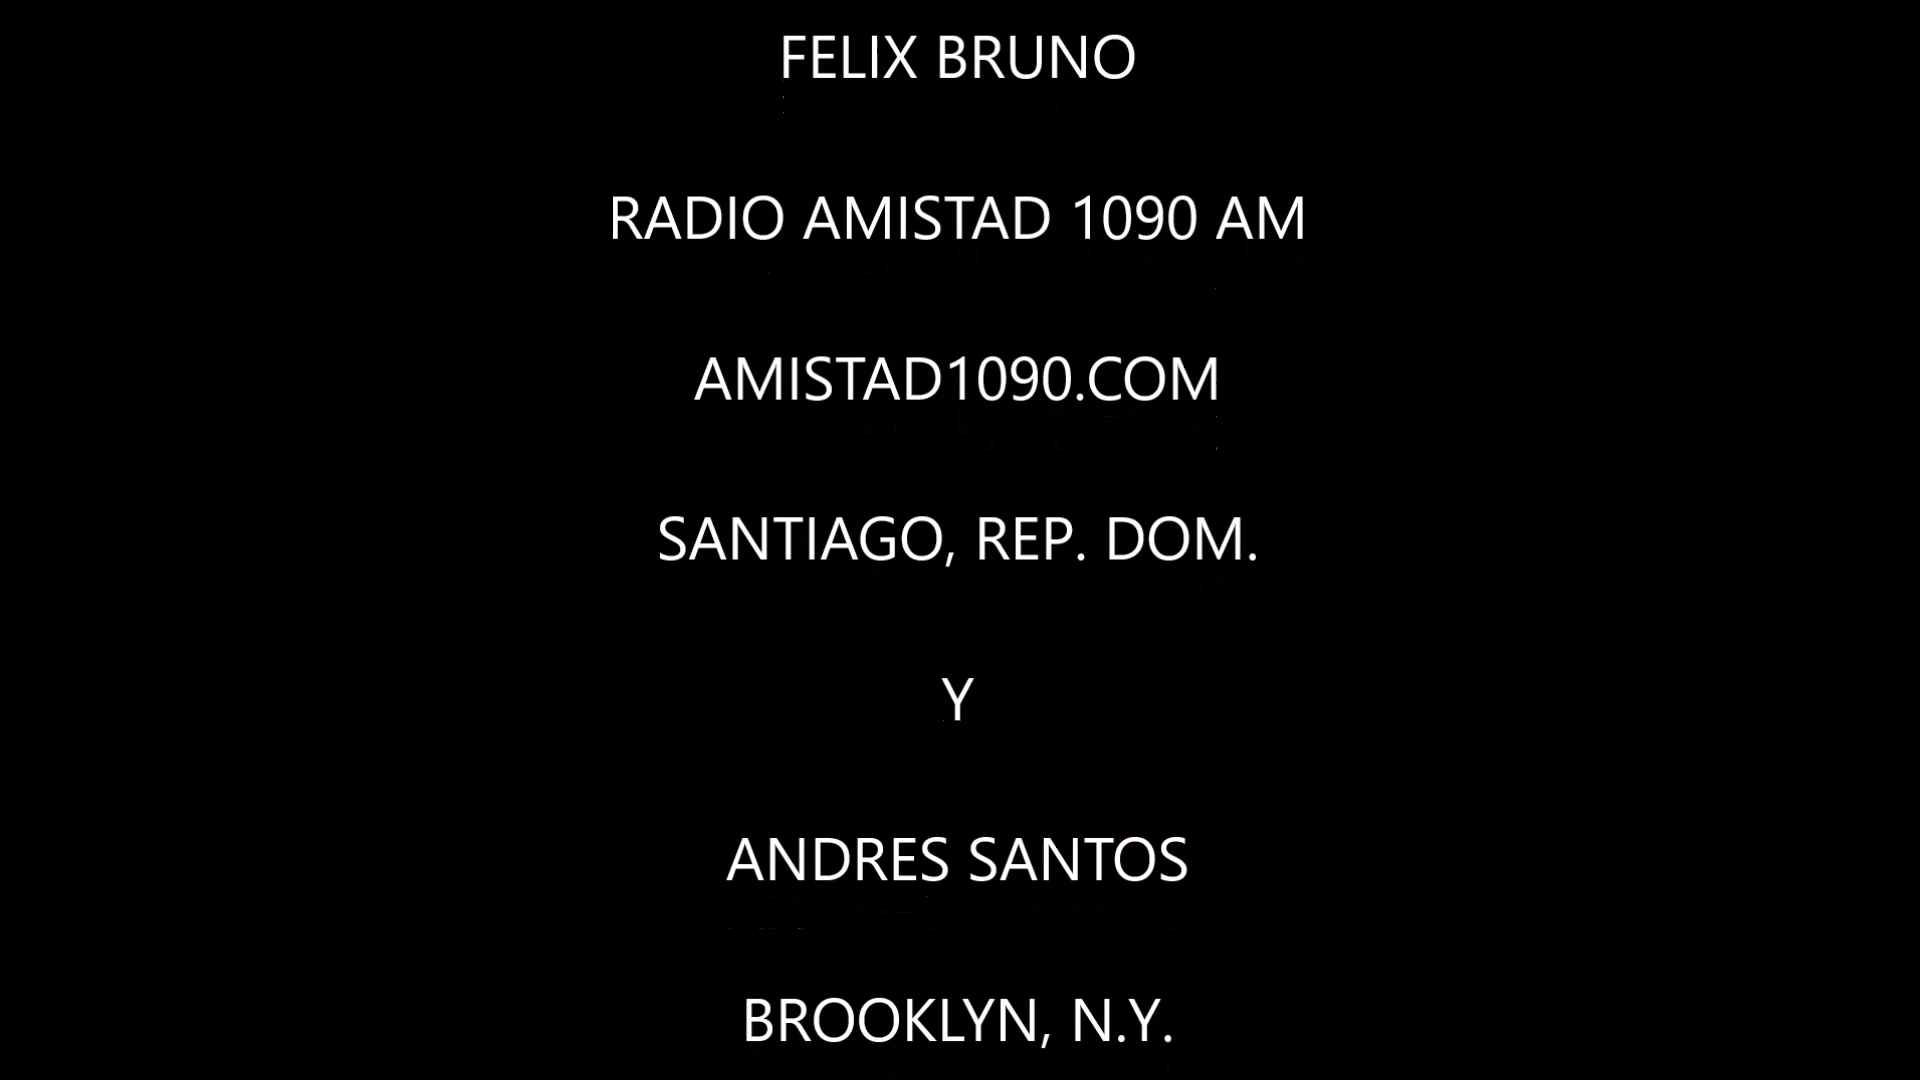 FELIX BRUNO
RADIO AMISTAD 1090 AM
AMISTAD1090.COM
SANTIAGO, REP. DOM.
Y
ANDRES SANTOS
BROOKLYN, N.Y.